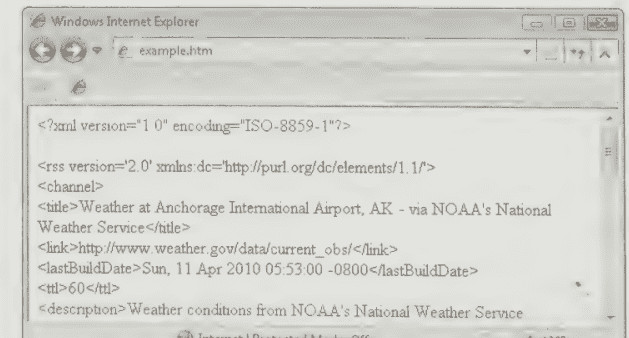 Windows Internet Explorer
example.htm
<?xml version="1 0" encoding="ISO-8859-1"?>
<rss version='2.0' xmlns:dc='http://purl.org/dc/elements/1.1/'>
<channel>
<title>Weather at Anchorage International Airport, AK - via NOAA's National
Weather Service</title>
<link>http://www.weather.gov/data/current_obs/</link>
<lastBuildDate>Sun, 11 Apr 2010 05:53:00 -0800</lastBuildDate>
<ttl>60</ttl>
<description>Weather conditions from NOAA's National Weather Service